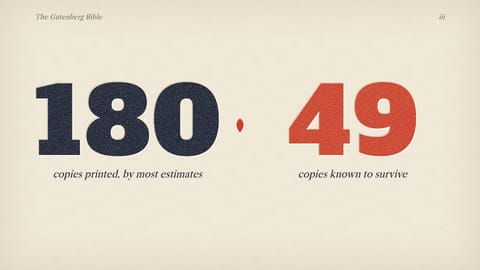 The Gutenberg Bible
iii
180
49
copies printed, by most estimates
copies known to survive